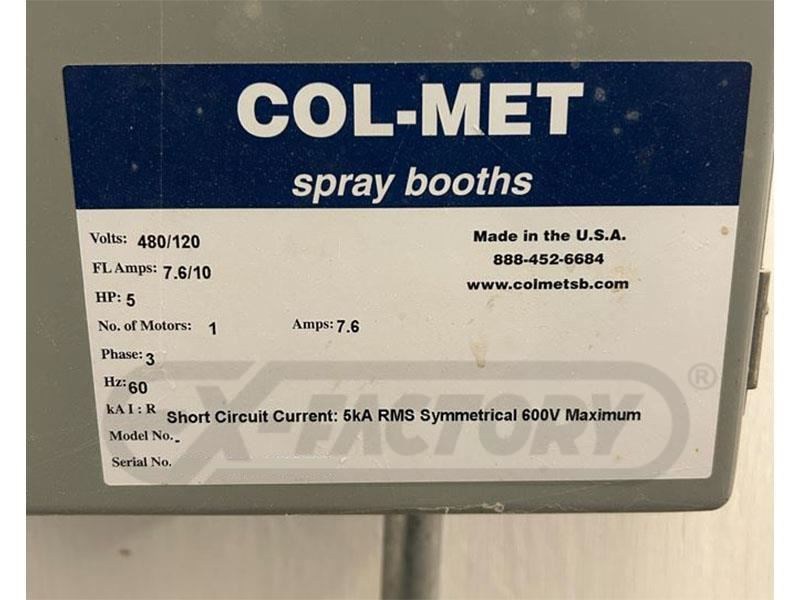 COL-MET
spray booths
Volts: 480/120
Made in the U.S.A.
FL Amps: 7.6/10
888-452-6684
HP: 5
www.colmetsb.com
No. of Motors: 1 Amps: 7.6
Phase: 3
Hz: 60
kA I : R Short Circuit Current: 5kA RMS Symmetrical 600V Maximum
Model No. -
Serial No.
X-FACTORY®